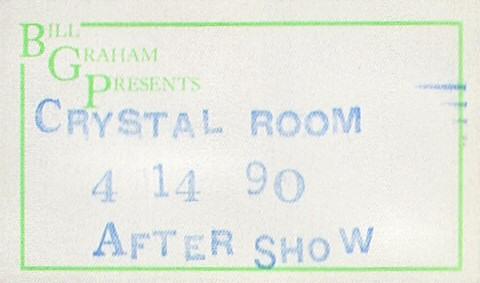 BILL
GRAHAM
PRESENTS
CRYSTAL ROOM
4 14 90
AFTER SHOW